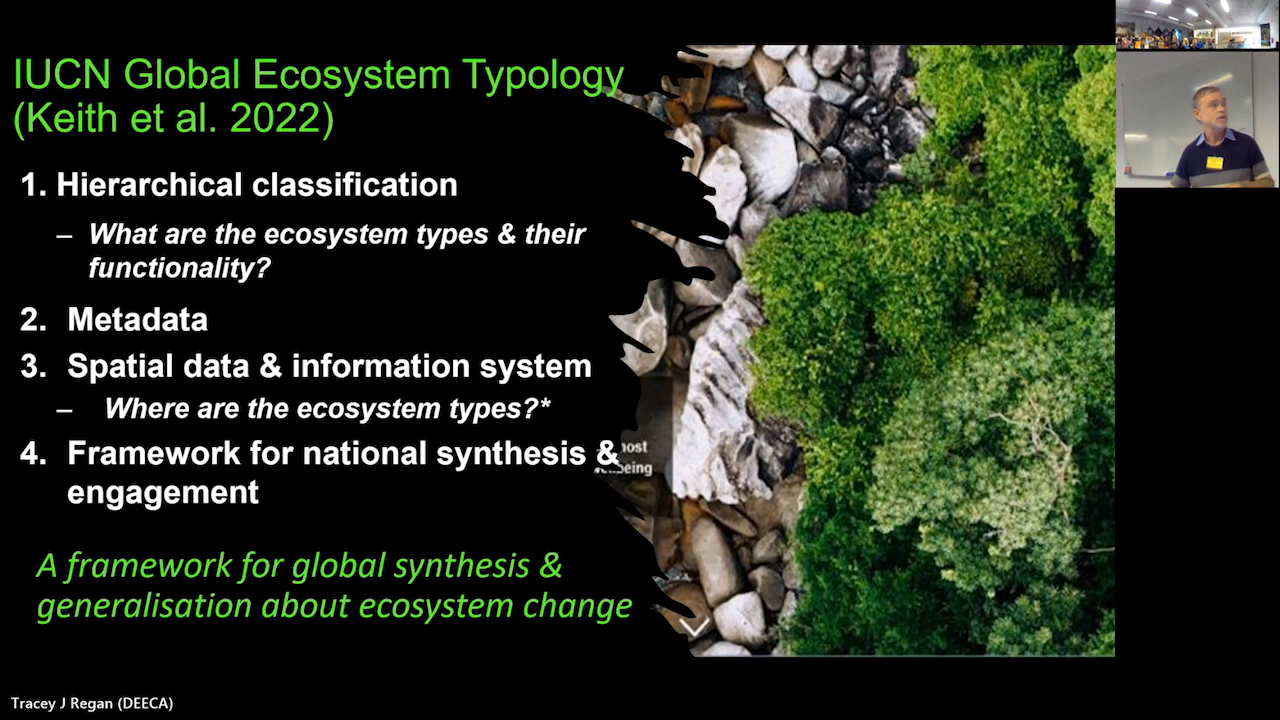 IUCN Global Ecosystem Typology
(Keith et al. 2022)
1. Hierarchical classification
– What are the ecosystem types & their
functionality?
2. Metadata
3. Spatial data & information system
– Where are the ecosystem types?*
4. Framework for national synthesis &
engagement
A framework for global synthesis &
generalisation about ecosystem change
Tracey J Regan (DEECA)